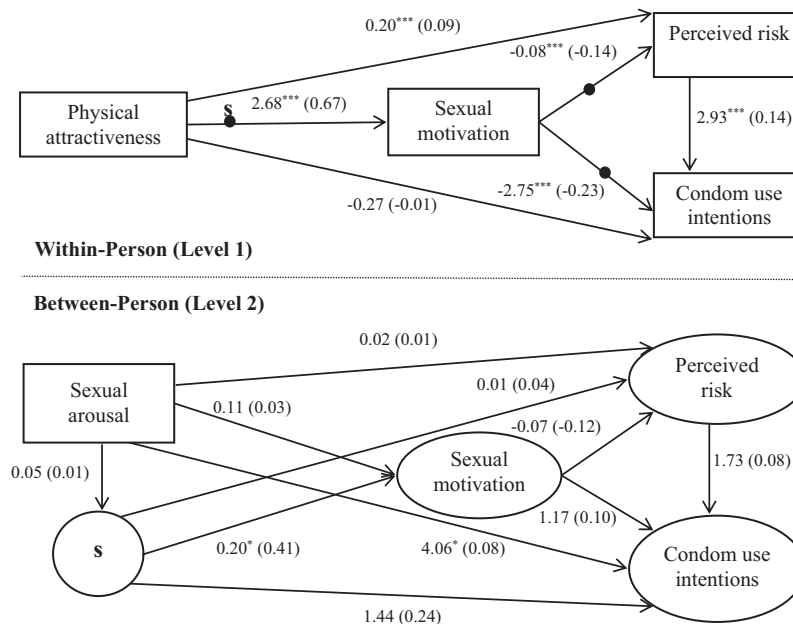 0.20*** (0.09)
Perceived risk
-0.08*** (-0.14)
Physical
attractiveness
s
2.68*** (0.67)
Sexual
motivation
2.93*** (0.14)
-2.75*** (-0.23)
-0.27 (-0.01)
Condom use
intentions
Within-Person (Level 1)
Between-Person (Level 2)
0.02 (0.01)
Sexual
arousal
Perceived
risk
0.01 (0.04)
0.11 (0.03)
-0.07 (-0.12)
Sexual
motivation
0.05 (0.01)
1.73 (0.08)
s
0.20* (0.41)
4.06* (0.08)
1.17 (0.10)
Condom use
intentions
1.44 (0.24)